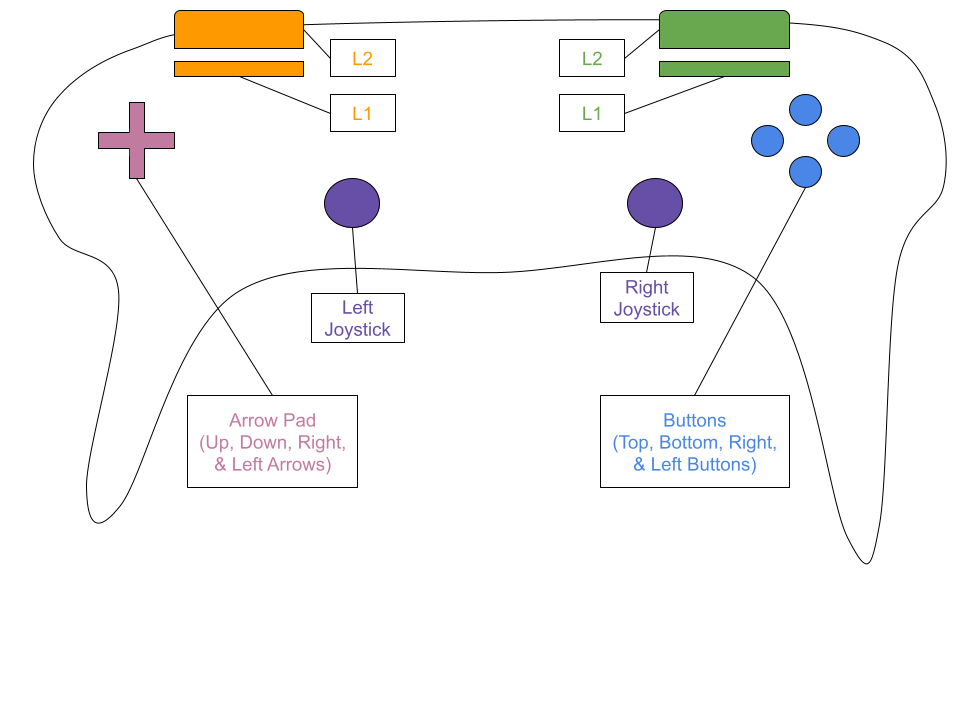 L2
L2
L1
L1
Left
Joystick
Right
Joystick
Arrow Pad
(Up, Down, Right,
& Left Arrows)
Buttons
(Top, Bottom, Right,
& Left Buttons)